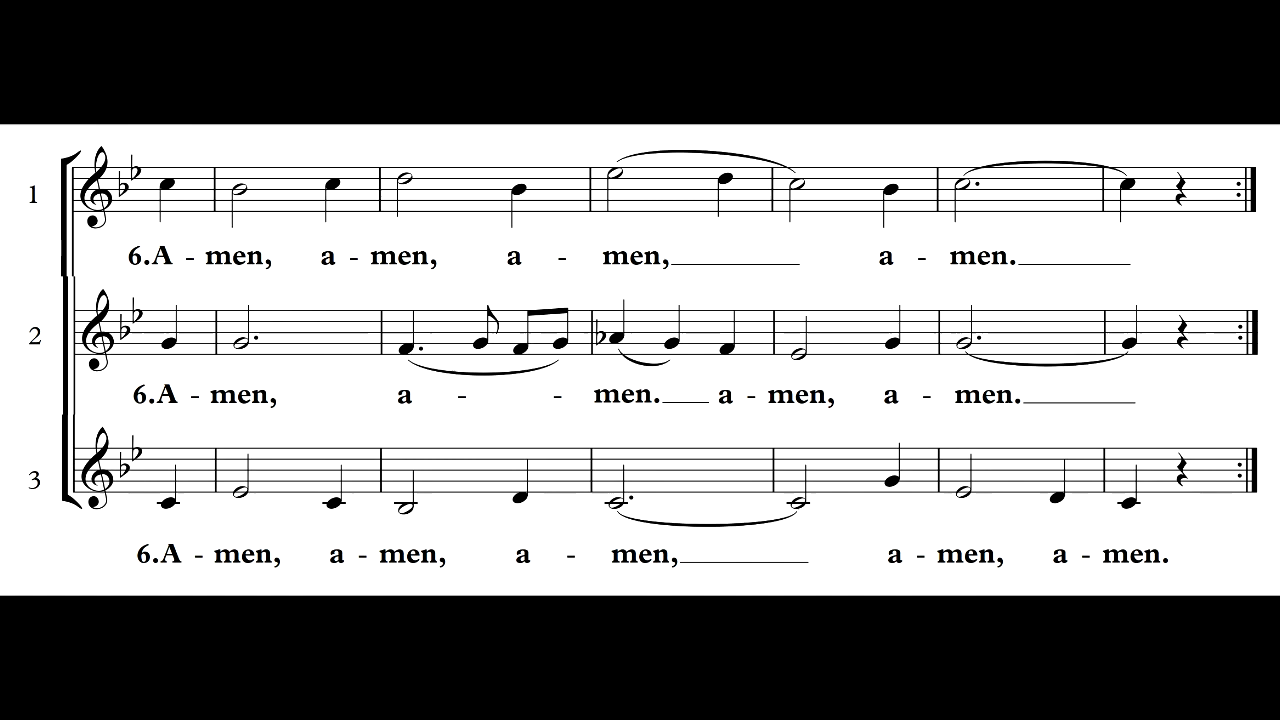 1
6.A - men, a - men, a - men, a - men.
2
6.A - men, a - - men. a - men, a - men.
3
6.A - men, a - men, a - men, a - men, a - men.